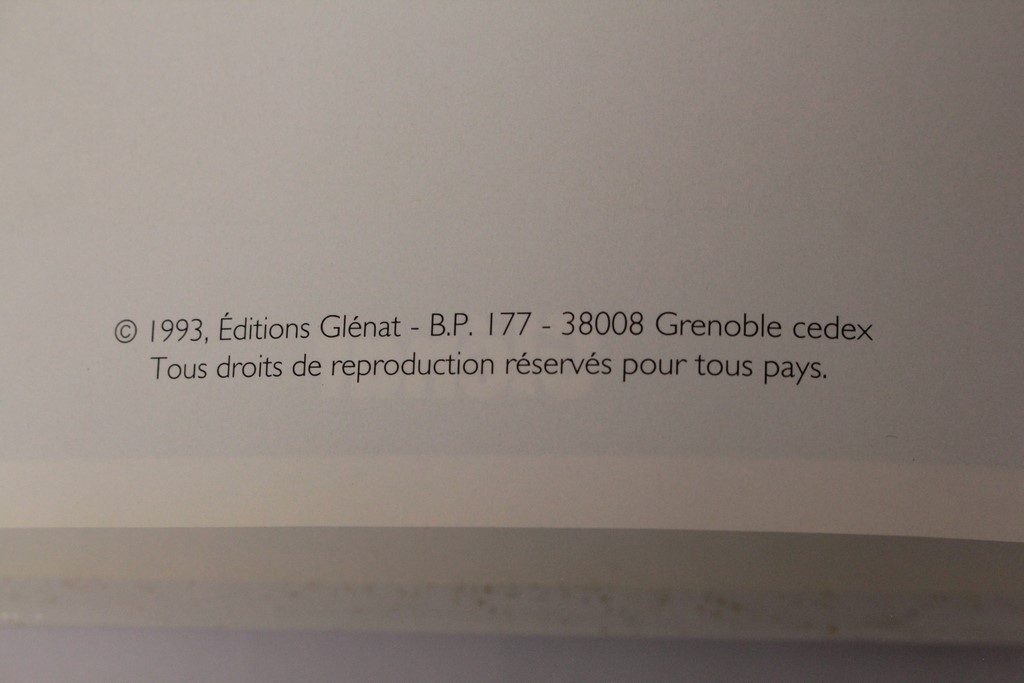 © 1993, Éditions Glénat - B.P. 177 - 38008 Grenoble cedex
Tous droits de reproduction réservés pour tous pays.